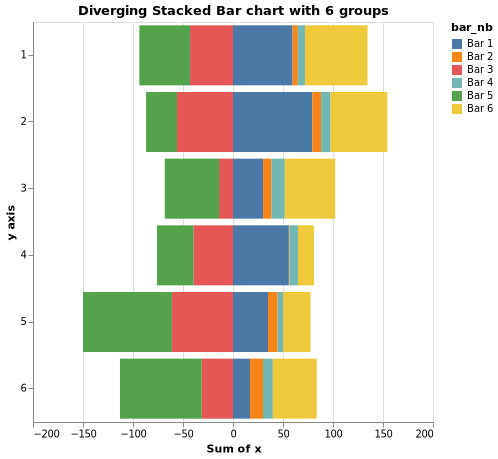 Diverging Stacked Bar chart with 6 groups
bar_nb
Bar 1
Bar 2
Bar 3
Bar 4
Bar 5
Bar 6
y axis
1
2
3
4
5
6
−200 −150 −100 −50 0 50 100 150 200
Sum of x